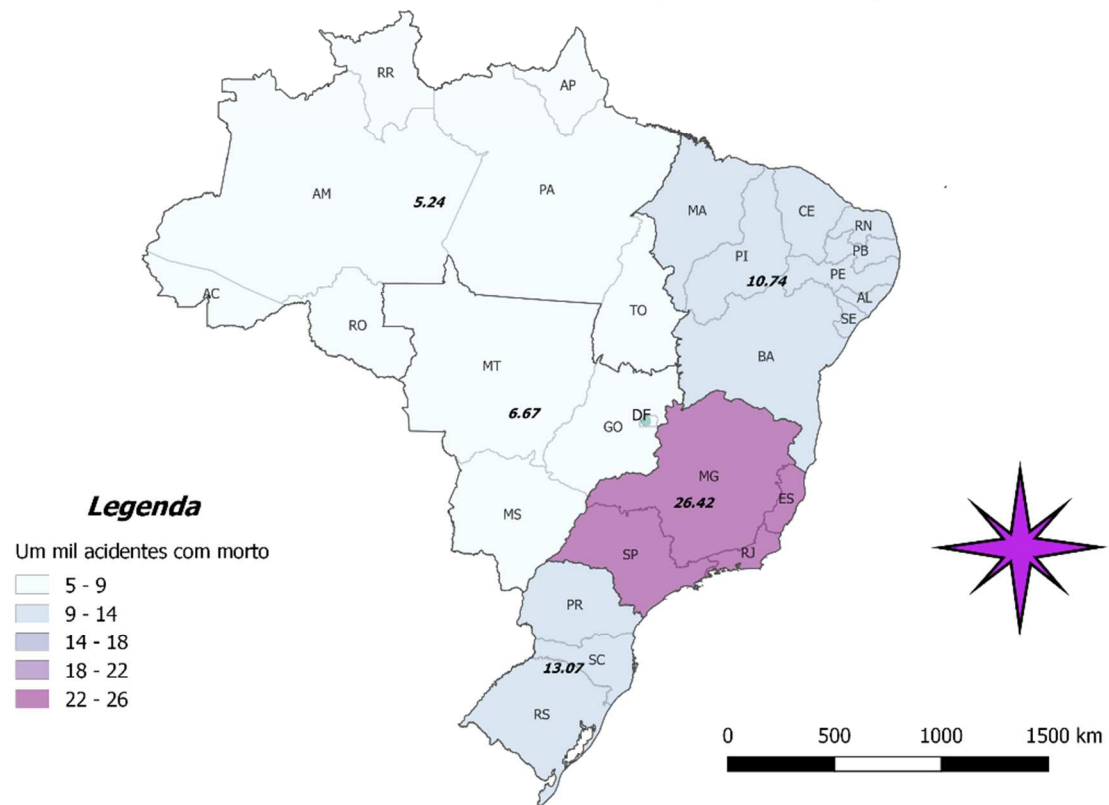 RR
AP
AM
5.24
PA
MA
CE
RN
PB
PI
10.74
PE
AL
SE
AC
RO
TO
BA
MT
6.67
GO
DF
MS
MG
26.42
ES
SP
RJ
PR
SC
13.07
RS
Legenda
Um mil acidentes com morto
5 - 9
9 - 14
14 - 18
18 - 22
22 - 26
0 500 1000 1500 km